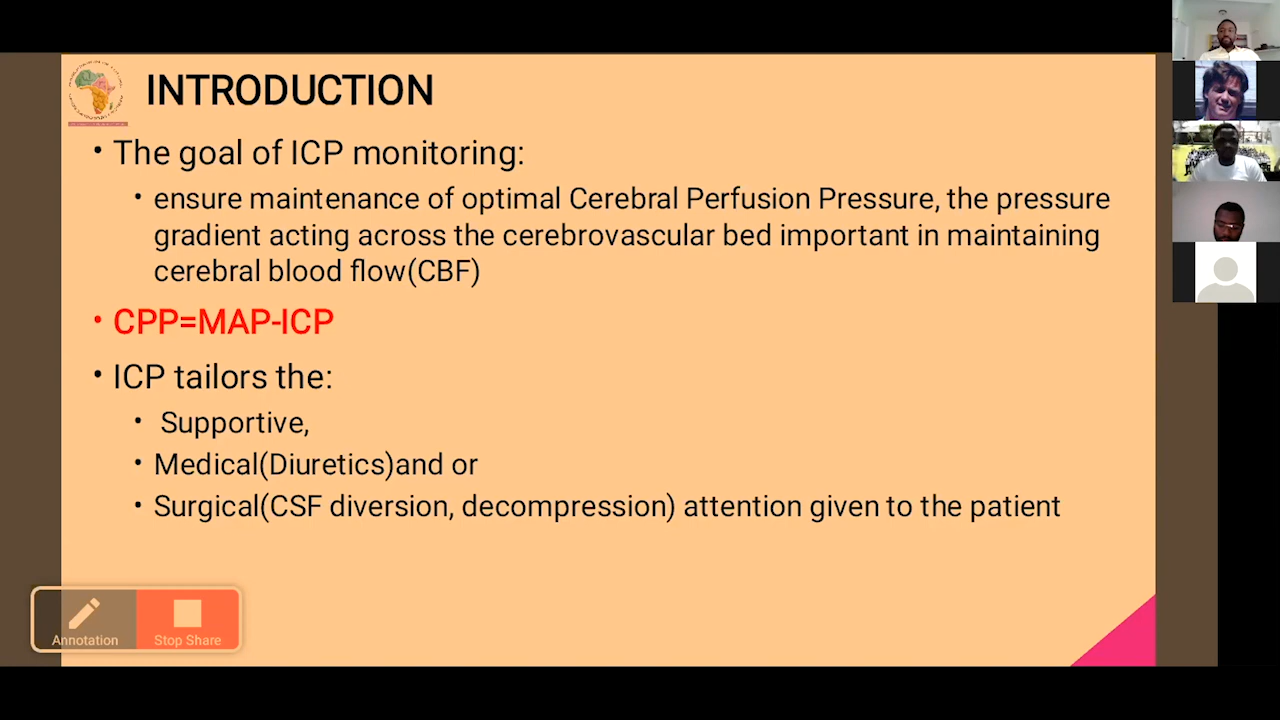 INTRODUCTION
• The goal of ICP monitoring:
• ensure maintenance of optimal Cerebral Perfusion Pressure, the pressure
gradient acting across the cerebrovascular bed important in maintaining
cerebral blood flow(CBF)
• CPP=MAP-ICP
• ICP tailors the:
• Supportive,
• Medical(Diuretics)and or
• Surgical(CSF diversion, decompression) attention given to the patient
Annotation
Stop Share